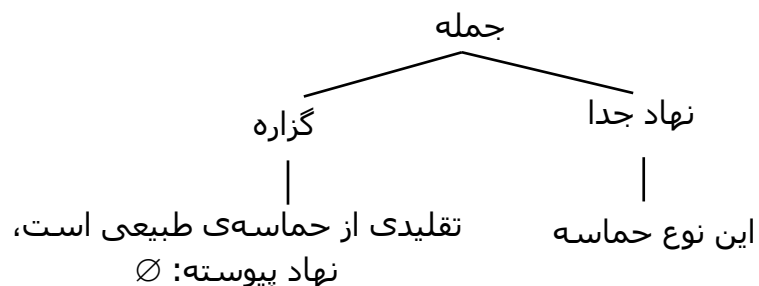 جمله
نهاد جدا
گزاره
این نوع حماسه
تقلیدی از حماسه‌ی طبیعی است،
نهاد پیوسته: ∅